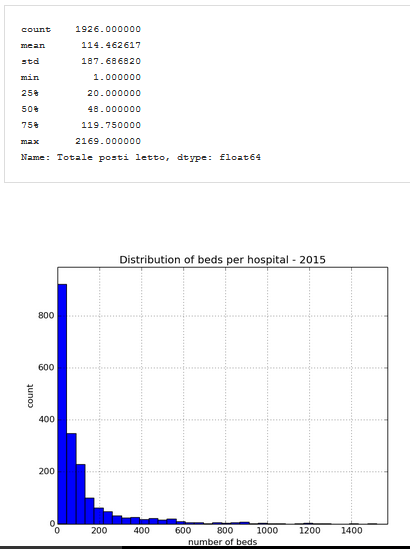 count 1926.000000
mean 114.462617
std 187.686820
min 1.000000
25% 20.000000
50% 48.000000
75% 119.750000
max 2169.000000
Name: Totale posti letto, dtype: float64
Distribution of beds per hospital - 2015
800
600
400
200
0
count
0 200 400 600 800 1000 1200 1400
number of beds